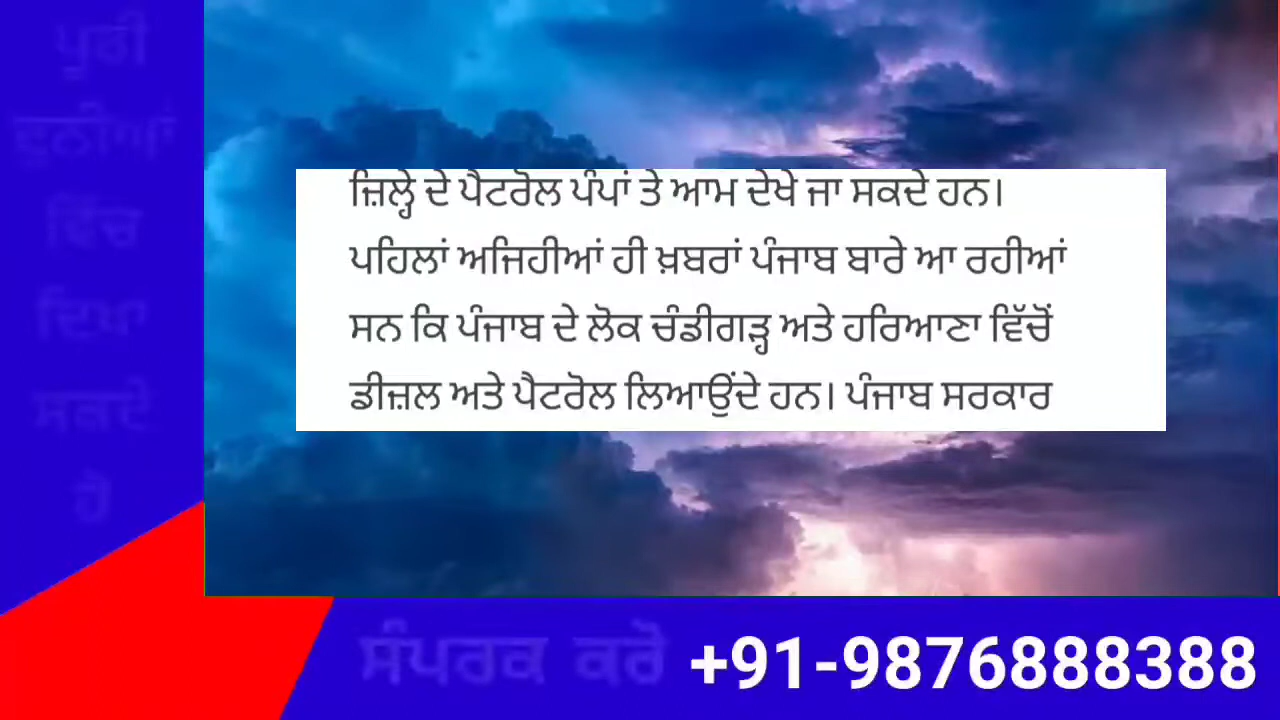 ਪੂਰੀ
ਦੁਨੀਆਂ
ਵਿੱਚ
ਦਿਖਾ
ਸਕਦੇ
ਹੋ
ਜ਼ਿਲ੍ਹੇ ਦੇ ਪੈਟਰੋਲ ਪੰਪਾਂ ਤੇ ਆਮ ਦੇਖੇ ਜਾ ਸਕਦੇ ਹਨ।
ਪਹਿਲਾਂ ਅਜਿਹੀਆਂ ਹੀ ਖ਼ਬਰਾਂ ਪੰਜਾਬ ਬਾਰੇ ਆ ਰਹੀਆਂ
ਸਨ ਕਿ ਪੰਜਾਬ ਦੇ ਲੋਕ ਚੰਡੀਗੜ੍ਹ ਅਤੇ ਹਰਿਆਣਾ ਵਿੱਚੋਂ
ਡੀਜ਼ਲ ਅਤੇ ਪੈਟਰੋਲ ਲਿਆਉਂਦੇ ਹਨ। ਪੰਜਾਬ ਸਰਕਾਰ
ਸੰਪਰਕ ਕਰੋ +91-9876888388